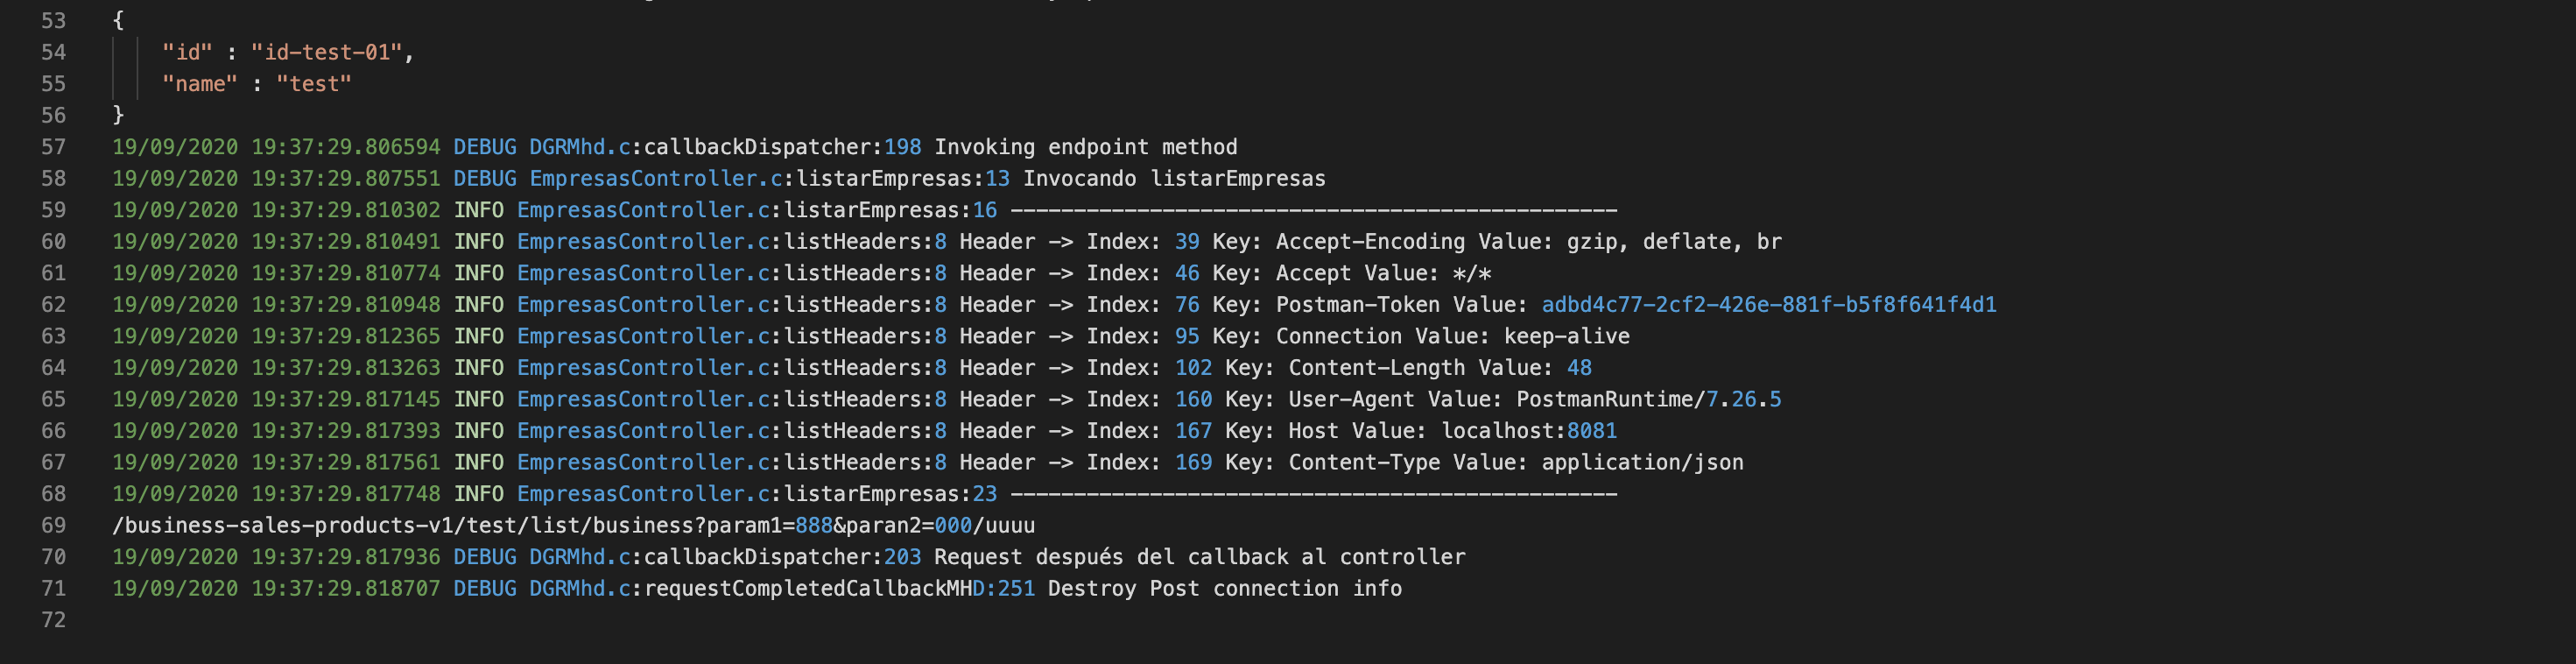 53 {
54 "id" : "id-test-01",
55 "name" : "test"
56 }
57 19/09/2020 19:37:29.806594 DEBUG DGRMhd.c:callbackDispatcher:198 Invoking endpoint method
58 19/09/2020 19:37:29.807551 DEBUG EmpresasController.c:listarEmpresas:13 Invocando listarEmpresas
59 19/09/2020 19:37:29.810302 INFO EmpresasController.c:listarEmpresas:16 ------------------------------------------------
60 19/09/2020 19:37:29.810491 INFO EmpresasController.c:listHeaders:8 Header -> Index: 39 Key: Accept-Encoding Value: gzip, deflate, br
61 19/09/2020 19:37:29.810774 INFO EmpresasController.c:listHeaders:8 Header -> Index: 46 Key: Accept Value: */*
62 19/09/2020 19:37:29.810948 INFO EmpresasController.c:listHeaders:8 Header -> Index: 76 Key: Postman-Token Value: adbd4c77-2cf2-426e-881f-b5f8f641f4d1
63 19/09/2020 19:37:29.812365 INFO EmpresasController.c:listHeaders:8 Header -> Index: 95 Key: Connection Value: keep-alive
64 19/09/2020 19:37:29.813263 INFO EmpresasController.c:listHeaders:8 Header -> Index: 102 Key: Content-Length Value: 48
65 19/09/2020 19:37:29.817145 INFO EmpresasController.c:listHeaders:8 Header -> Index: 160 Key: User-Agent Value: PostmanRuntime/7.26.5
66 19/09/2020 19:37:29.817393 INFO EmpresasController.c:listHeaders:8 Header -> Index: 167 Key: Host Value: localhost:8081
67 19/09/2020 19:37:29.817561 INFO EmpresasController.c:listHeaders:8 Header -> Index: 169 Key: Content-Type Value: application/json
68 19/09/2020 19:37:29.817748 INFO EmpresasController.c:listarEmpresas:23 ------------------------------------------------
69 /business-sales-products-v1/test/list/business?param1=888&paran2=000/uuuu
70 19/09/2020 19:37:29.817936 DEBUG DGRMhd.c:callbackDispatcher:203 Request después del callback al controller
71 19/09/2020 19:37:29.818707 DEBUG DGRMhd.c:requestCompletedCallbackMHD:251 Destroy Post connection info
72